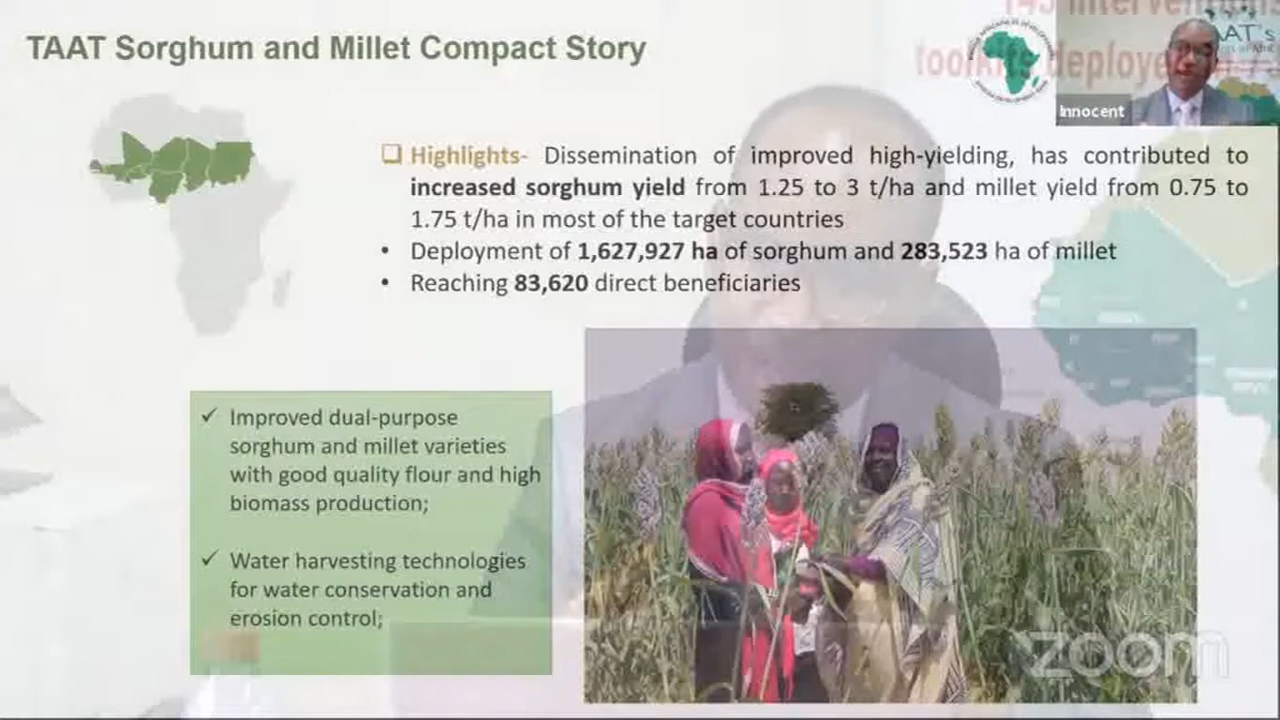 TAAT Sorghum and Millet Compact Story
Innocent
Highlights- Dissemination of improved high-yielding, has contributed to
increased sorghum yield from 1.25 to 3 t/ha and millet yield from 0.75 to
1.75 t/ha in most of the target countries
• Deployment of 1,627,927 ha of sorghum and 283,523 ha of millet
• Reaching 83,620 direct beneficiaries
✓ Improved dual-purpose
sorghum and millet varieties
with good quality flour and high
biomass production;
✓ Water harvesting technologies
for water conservation and
erosion control;
zoom